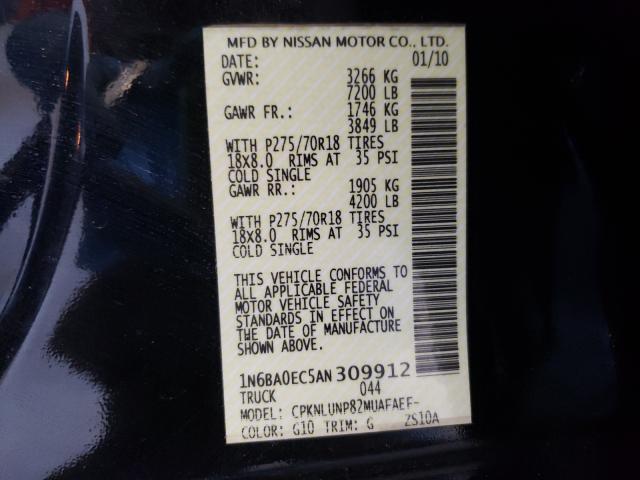 MFD BY NISSAN MOTOR CO., LTD.
DATE: 01/10
GVWR: 3266 KG
7200 LB
GAWR FR.: 1746 KG
3849 LB
WITH P275/70R18 TIRES
18X8.0 RIMS AT 35 PSI
COLD SINGLE
GAWR RR.: 1905 KG
4200 LB
WITH P275/70R18 TIRES
18X8.0 RIMS AT 35 PSI
COLD SINGLE
THIS VEHICLE CONFORMS TO
ALL APPLICABLE FEDERAL
MOTOR VEHICLE SAFETY
STANDARDS IN EFFECT ON
THE DATE OF MANUFACTURE
SHOWN ABOVE.
1N6BA0EC5AN309912
TRUCK 044
MODEL: CPKNLUNP82MUAFAEF-
COLOR: G10 TRIM: G ZS10A